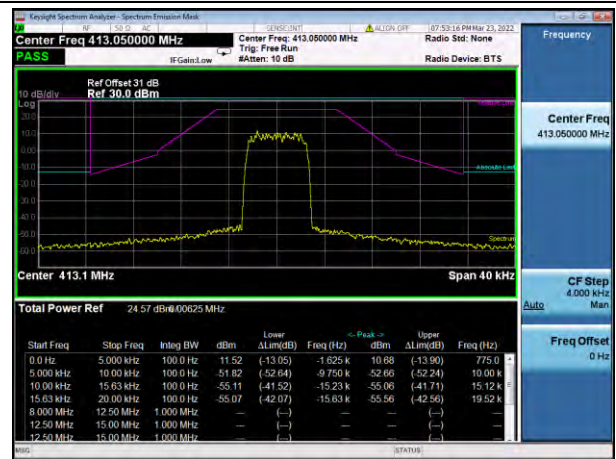 Keysight Spectrum Analyzer - Spectrum Emission Mask
RF 50 Ω AC SENSE:INT ALIGN OFF 07:53:16 PM Mar 23, 2022
Center Freq 413.050000 MHz
Center Freq: 413.050000 MHz
Radio Std: None
Trig: Free Run
PASS
IFGain:Low
#Atten: 10 dB
Radio Device: BTS
Frequency
Ref Offset 31 dB
10 dB/div Ref 30.0 dBm
Log
20.0
10.0
0.00
-10.0
-20.0
-30.0
-40.0
-50.0
-60.0
Absolute Limit
Spectrum
Center 413.1 MHz Span 40 kHz
Center Freq
413.050000 MHz
CF Step
4.000 kHz
Auto Man
Freq Offset
0 Hz
Total Power Ref 24.57 dBm/0.00625 MHz
Lower <- Peak -> Upper
Start Freq Stop Freq Integ BW dBm ΔLim(dB) Freq (Hz) dBm ΔLim(dB) Freq (Hz)
0.0 Hz 5.000 kHz 100.0 Hz 11.52 (-13.05) -1.625 k 10.68 (-13.90) 775.0
5.000 kHz 10.00 kHz 100.0 Hz -51.82 (-52.64) -9.750 k -52.66 (-52.24) 10.00 k
10.00 kHz 15.63 kHz 100.0 Hz -55.11 (-41.52) -15.23 k -55.06 (-41.71) 15.12 k
15.63 kHz 20.00 kHz 100.0 Hz -55.07 (-42.07) -15.63 k -55.56 (-42.56) 19.52 k
8.000 MHz 12.50 MHz 1.000 MHz --- (---) --- --- (---) ---
12.50 MHz 15.00 MHz 1.000 MHz --- (---) --- --- (---) ---
12.50 MHz 15.00 MHz 1.000 MHz --- (---) --- --- (---) ---
MSG STATUS